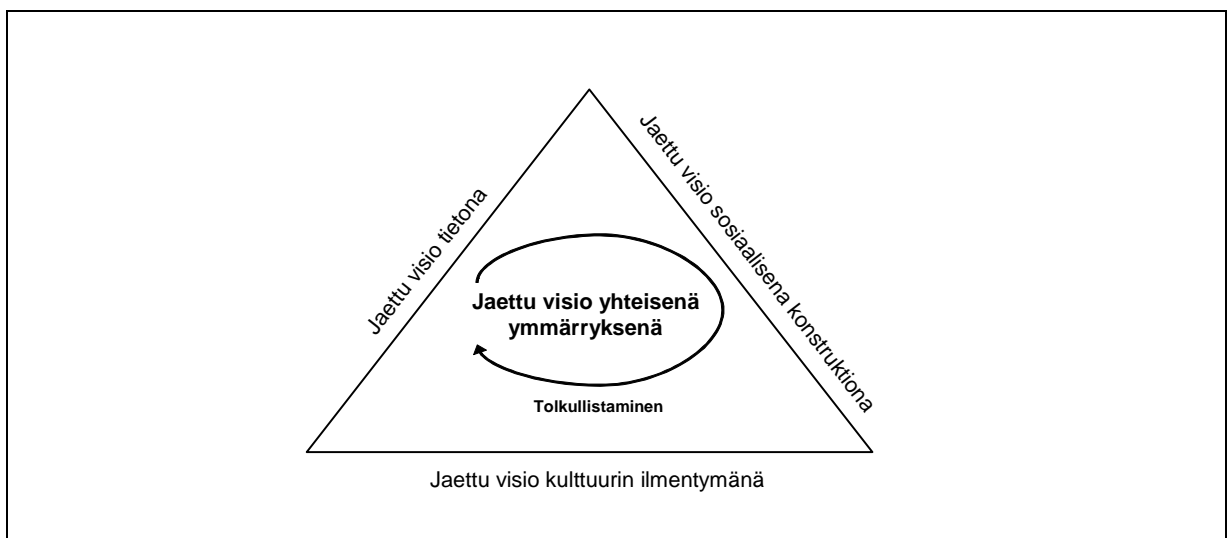 Jaettu visio tietona
Jaettu visio sosiaalisena konstruktiona
Jaettu visio yhteisenä
ymmärryksenä
Tolkullistaminen
Jaettu visio kulttuurin ilmentymänä